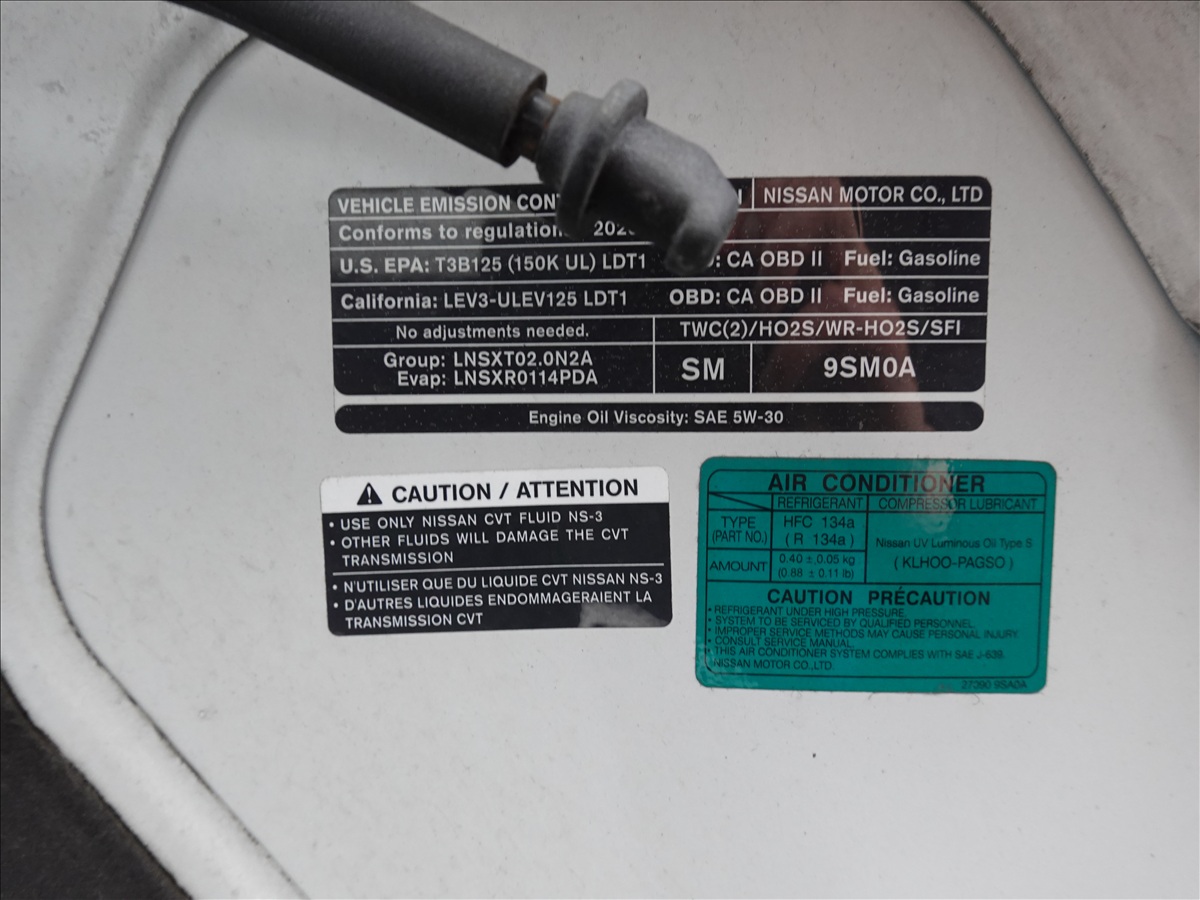 VEHICLE EMISSION
NISSAN MOTOR CO., LTD
Conforms to regulation
U.S. EPA: T3B125 (150K UL) LDT1 : CA OBD II Fuel: Gasoline
California: LEV3-ULEV125 LDT1 OBD: CA OBD II Fuel: Gasoline
No adjustments needed.
TWC(2)/HO2S/WR-HO2S/SFI
Group: LNSXT02.0N2A
Evap: LNSXR0114PDA
SM
9SM0A
Engine Oil Viscosity: SAE 5W-30
CAUTION / ATTENTION
• USE ONLY NISSAN CVT FLUID NS-3
• OTHER FLUIDS WILL DAMAGE THE CVT
TRANSMISSION
• N'UTILISER QUE DU LIQUIDE CVT NISSAN NS-3
• D'AUTRES LIQUIDES ENDOMMAGERAIENT LA
TRANSMISSION CVT
AIR CONDITIONER
REFRIGERANT
COMPRESSOR LUBRICANT
TYPE
(PART NO.)
HFC 134a
( R 134a )
Nissan UV Luminous Oil Type S
( KLHOO-PAGSO )
AMOUNT
0.40 ± 0.05 kg
(0.88 ± 0.11 lb)
CAUTION PRÉCAUTION
• REFRIGERANT UNDER HIGH PRESSURE.
• SYSTEM TO BE SERVICED BY QUALIFIED PERSONNEL.
• IMPROPER SERVICE METHODS MAY CAUSE PERSONAL INJURY.
• CONSULT SERVICE MANUAL.
• THIS AIR CONDITIONER SYSTEM COMPLIES WITH SAE J-639.
NISSAN MOTOR CO.,LTD.
27090 9SA0A